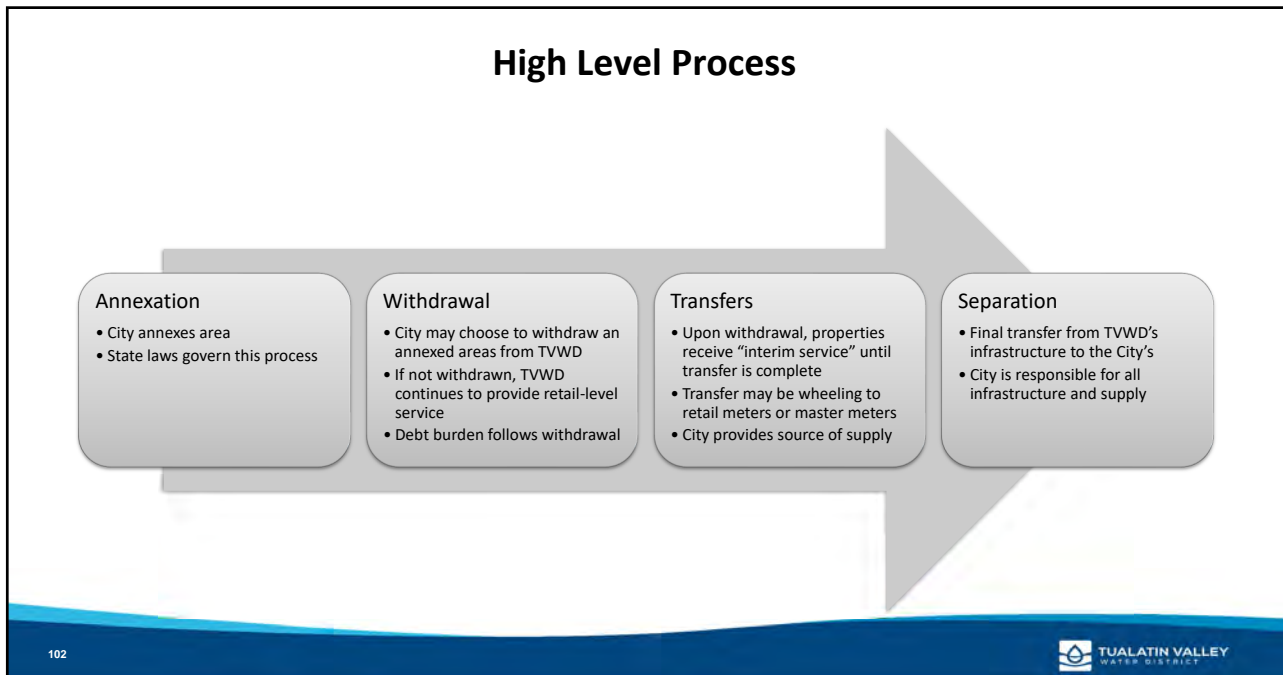 High Level Process
Annexation
• City annexes area
• State laws govern this process
Withdrawal
• City may choose to withdraw an
annexed areas from TVWD
• If not withdrawn, TVWD
continues to provide retail-level
service
• Debt burden follows withdrawal
Transfers
• Upon withdrawal, properties
receive “interim service” until
transfer is complete
• Transfer may be wheeling to
retail meters or master meters
• City provides source of supply
Separation
• Final transfer from TVWD’s
infrastructure to the City’s
• City is responsible for all
infrastructure and supply
102
TUALATIN VALLEY
WATER DISTRICT